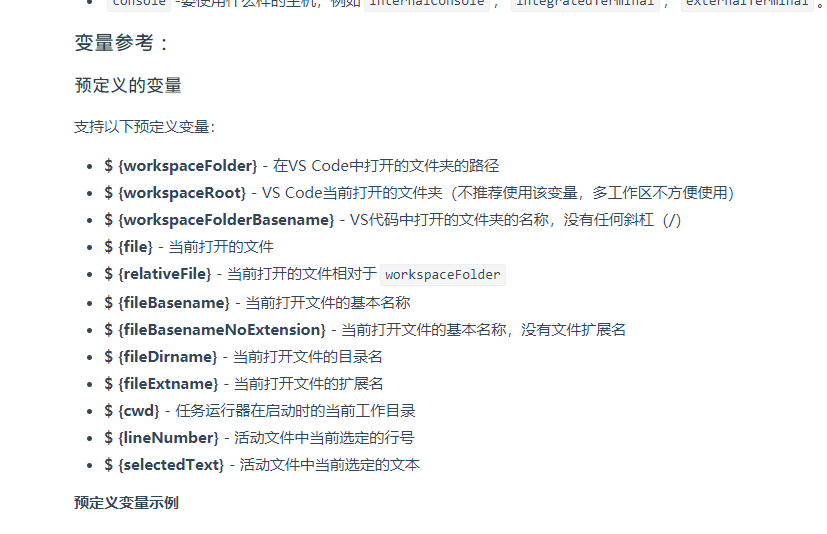 console -要使用什么样的主机，例如 internalConsole ， integratedTerminal ， externalTerminal 。
变量参考：
预定义的变量
支持以下预定义变量：
$ {workspaceFolder} - 在VS Code中打开的文件夹的路径
$ {workspaceRoot} - VS Code当前打开的文件夹（不推荐使用该变量，多工作区不方便使用）
$ {workspaceFolderBasename} - VS代码中打开的文件夹的名称，没有任何斜杠（/）
$ {file} - 当前打开的文件
$ {relativeFile} - 当前打开的文件相对于 workspaceFolder
$ {fileBasename} - 当前打开文件的基本名称
$ {fileBasenameNoExtension} - 当前打开文件的基本名称，没有文件扩展名
$ {fileDirname} - 当前打开文件的目录名
$ {fileExtname} - 当前打开文件的扩展名
$ {cwd} - 任务运行器在启动时的当前工作目录
$ {lineNumber} - 活动文件中当前选定的行号
$ {selectedText} - 活动文件中当前选定的文本
预定义变量示例